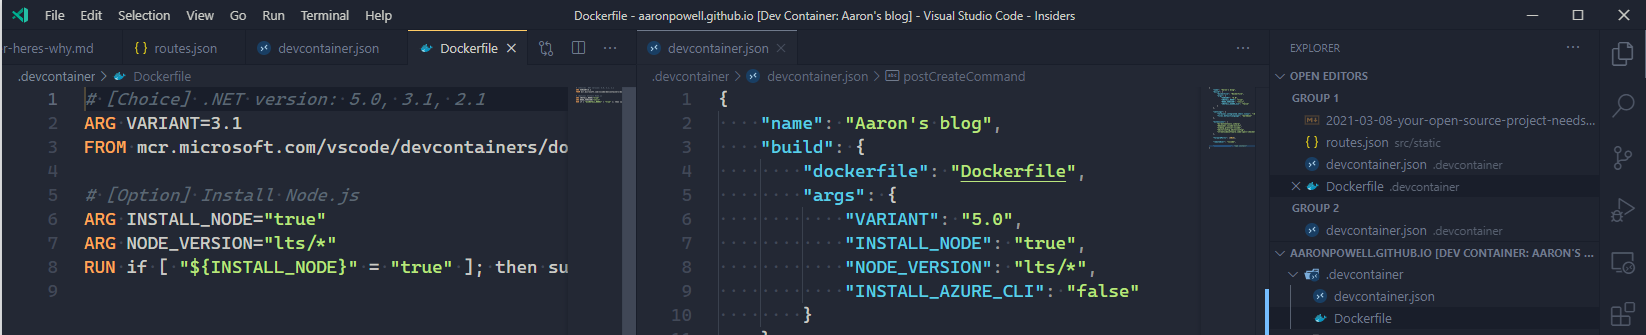 File Edit Selection View Go Run Terminal Help
Dockerfile - aaronpowell.github.io [Dev Container: Aaron's blog] - Visual Studio Code - Insiders
r-heres-why.md
{ } routes.json
devcontainer.json
Dockerfile
.devcontainer > Dockerfile
1 # [Choice] .NET version: 5.0, 3.1, 2.1
2 ARG VARIANT=3.1
3 FROM mcr.microsoft.com/vscode/devcontainers/do
4
5 # [Option] Install Node.js
6 ARG INSTALL_NODE="true"
7 ARG NODE_VERSION="lts/*"
8 RUN if [ "${INSTALL_NODE}" = "true" ]; then su
9
devcontainer.json
.devcontainer > devcontainer.json > postCreateCommand
1 {
2 "name": "Aaron's blog",
3 "build": {
4 "dockerfile": "Dockerfile",
5 "args": {
6 "VARIANT": "5.0",
7 "INSTALL_NODE": "true",
8 "NODE_VERSION": "lts/*",
9 "INSTALL_AZURE_CLI": "false"
10 }
EXPLORER
OPEN EDITORS
GROUP 1
2021-03-08-your-open-source-project-needs...
{ } routes.json src/static
devcontainer.json .devcontainer
Dockerfile .devcontainer
GROUP 2
devcontainer.json .devcontainer
AARONPOWELL.GITHUB.IO [DEV CONTAINER: AARON'S ...
.devcontainer
devcontainer.json
Dockerfile